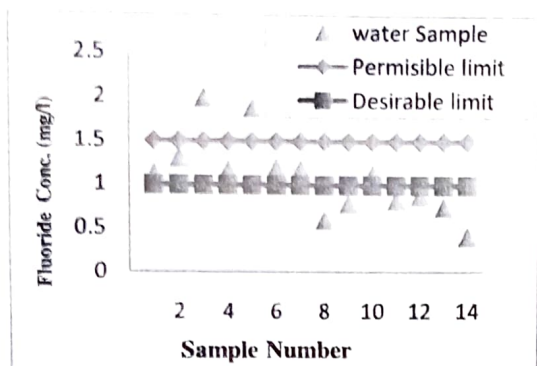 water Sample
Permisible limit
Desirable limit
Fluoride Conc. (mg/l)
2.5
2
1.5
1
0.5
0
2 4 6 8 10 12 14
Sample Number